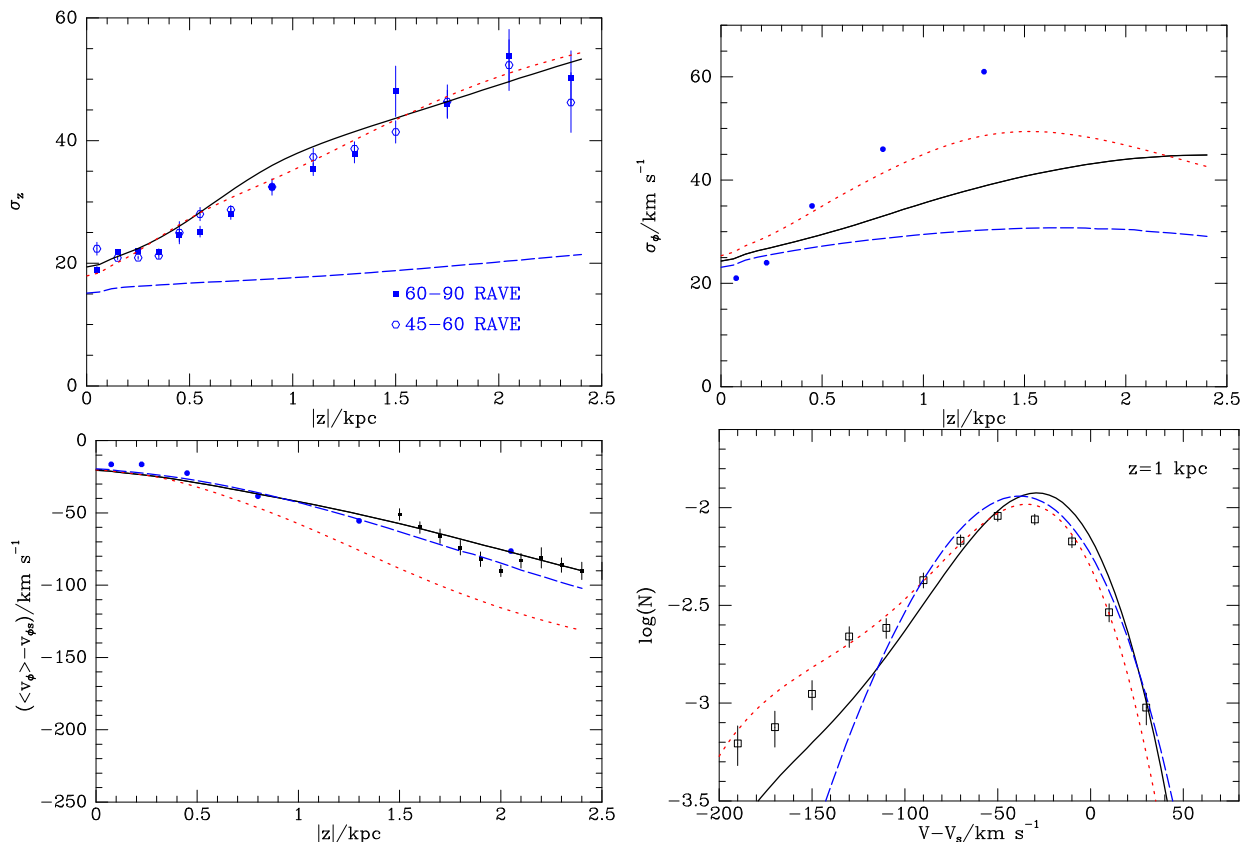 60
40
20
0
σz
60−90 RAVE
45−60 RAVE
0 0.5 1 1.5 2 2.5
|z|/kpc
60
40
20
0
σϕ/km s⁻¹
0 0.5 1 1.5 2 2.5
|z|/kpc
−0
−50
−100
−150
−200
−250
(<vϕ>−vϕs)/km s⁻¹
0 0.5 1 1.5 2 2.5
|z|/kpc
z=1 kpc
−2
−2.5
−3
−3.5
log(N)
−200 −150 −100 −50 0 50
V−Vs/km s⁻¹